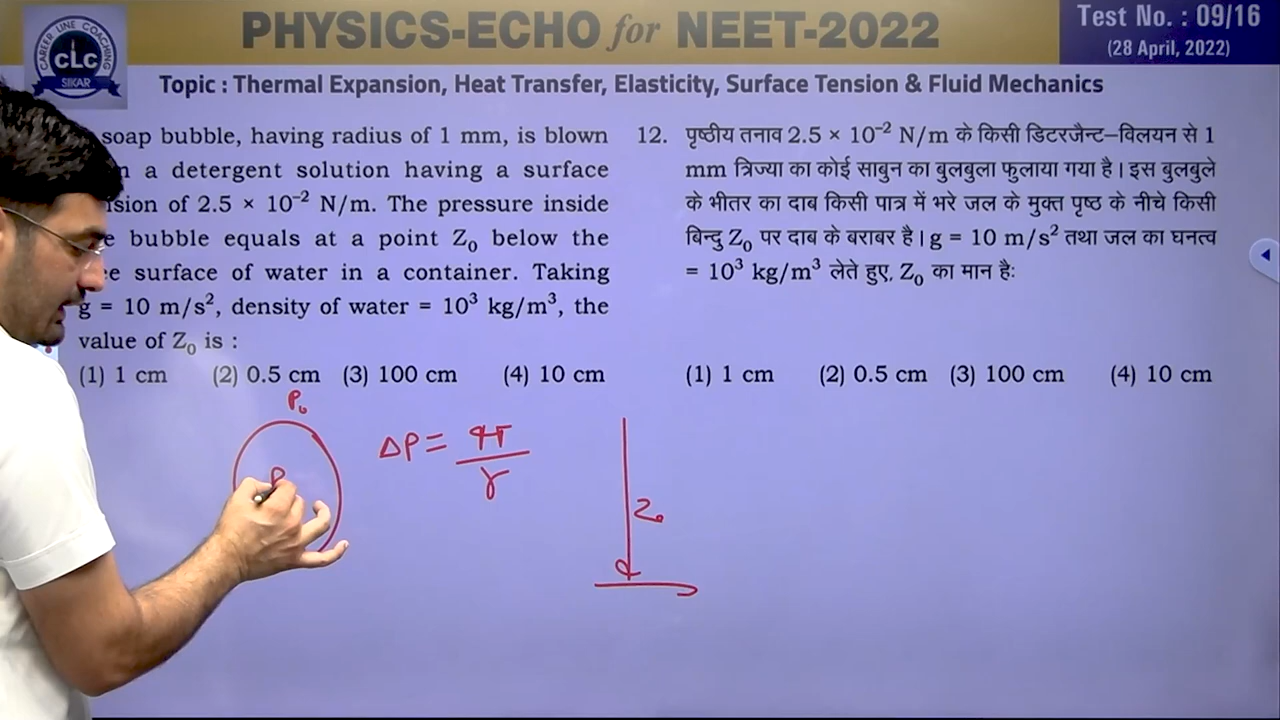 PHYSICS-ECHO for NEET-2022
Test No. : 09/16
(28 April, 2022)
CAREER LINE COACHING
CLC
SIKAR
Topic : Thermal Expansion, Heat Transfer, Elasticity, Surface Tension & Fluid Mechanics
soap bubble, having radius of 1 mm, is blown
a detergent solution having a surface
of 2.5 × 10⁻² N/m. The pressure inside
bubble equals at a point Z₀ below the
surface of water in a container. Taking
g = 10 m/s², density of water = 10³ kg/m³, the
value of Z₀ is :
(1) 1 cm (2) 0.5 cm (3) 100 cm (4) 10 cm
12. पृष्ठीय तनाव 2.5 × 10⁻² N/m के किसी डिटरजैन्ट–विलयन से 1
mm त्रिज्या का कोई साबुन का बुलबुला फुलाया गया है। इस बुलबुले
के भीतर का दाब किसी पात्र में भरे जल के मुक्त पृष्ठ के नीचे किसी
बिन्दु Z₀ पर दाब के बराबर है। g = 10 m/s² तथा जल का घनत्व
= 10³ kg/m³ लेते हुए, Z₀ का मान है:
(1) 1 cm (2) 0.5 cm (3) 100 cm (4) 10 cm
P₀
P
ΔP = 4T/r
Z₀